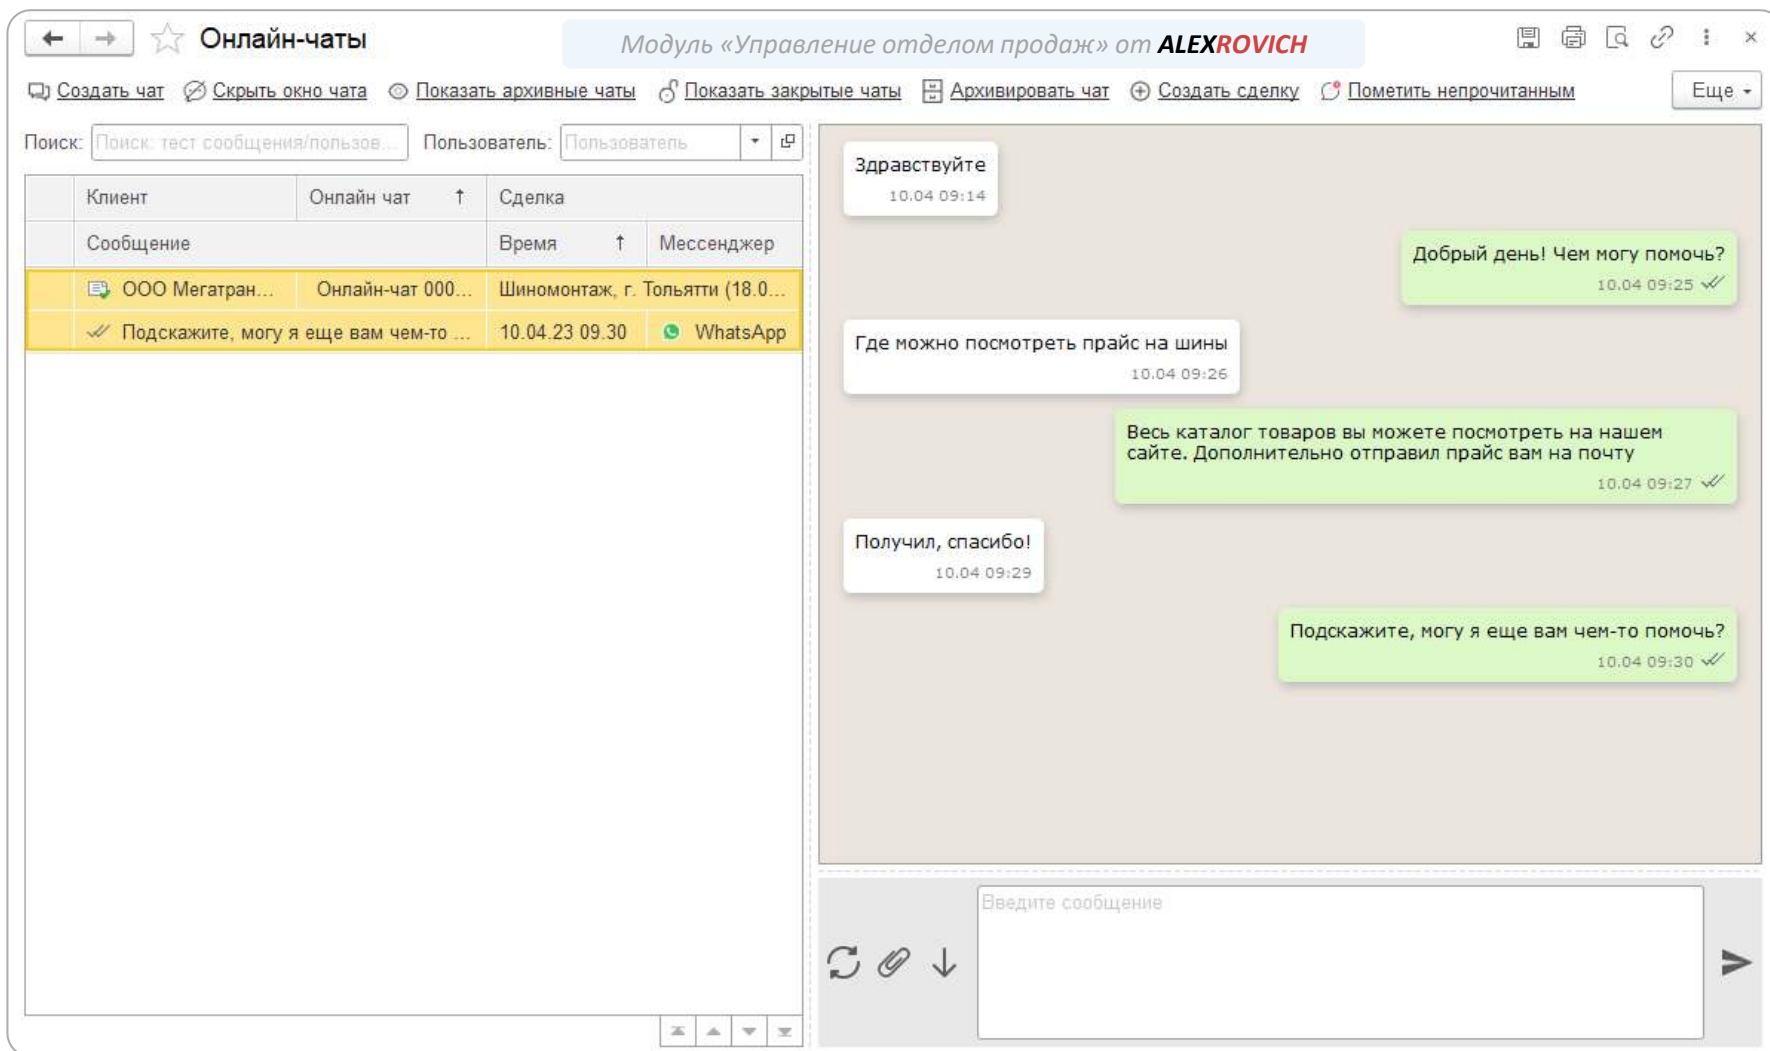 Онлайн-чаты
Модуль «Управление отделом продаж» от ALEXROVICH
Создать чат Скрыть окно чата Показать архивные чаты Показать закрытые чаты Архивировать чат Создать сделку Пометить непрочитанным Еще
Поиск: Поиск: тест сообщения/пользов... Пользователь: Пользователь
Клиент Онлайн чат ↑ Сделка
Сообщение Время ↑ Мессенджер
ООО Мегатран... Онлайн-чат 000... Шиномонтаж, г. Тольятти (18.0...
Подскажите, могу я еще вам чем-то ... 10.04.23 09.30 WhatsApp
Здравствуйте
10.04 09:14
Добрый день! Чем могу помочь?
10.04 09:25
Где можно посмотреть прайс на шины
10.04 09:26
Весь каталог товаров вы можете посмотреть на нашем
сайте. Дополнительно отправил прайс вам на почту
10.04 09:27
Получил, спасибо!
10.04 09:29
Подскажите, могу я еще вам чем-то помочь?
10.04 09:30
Введите сообщение